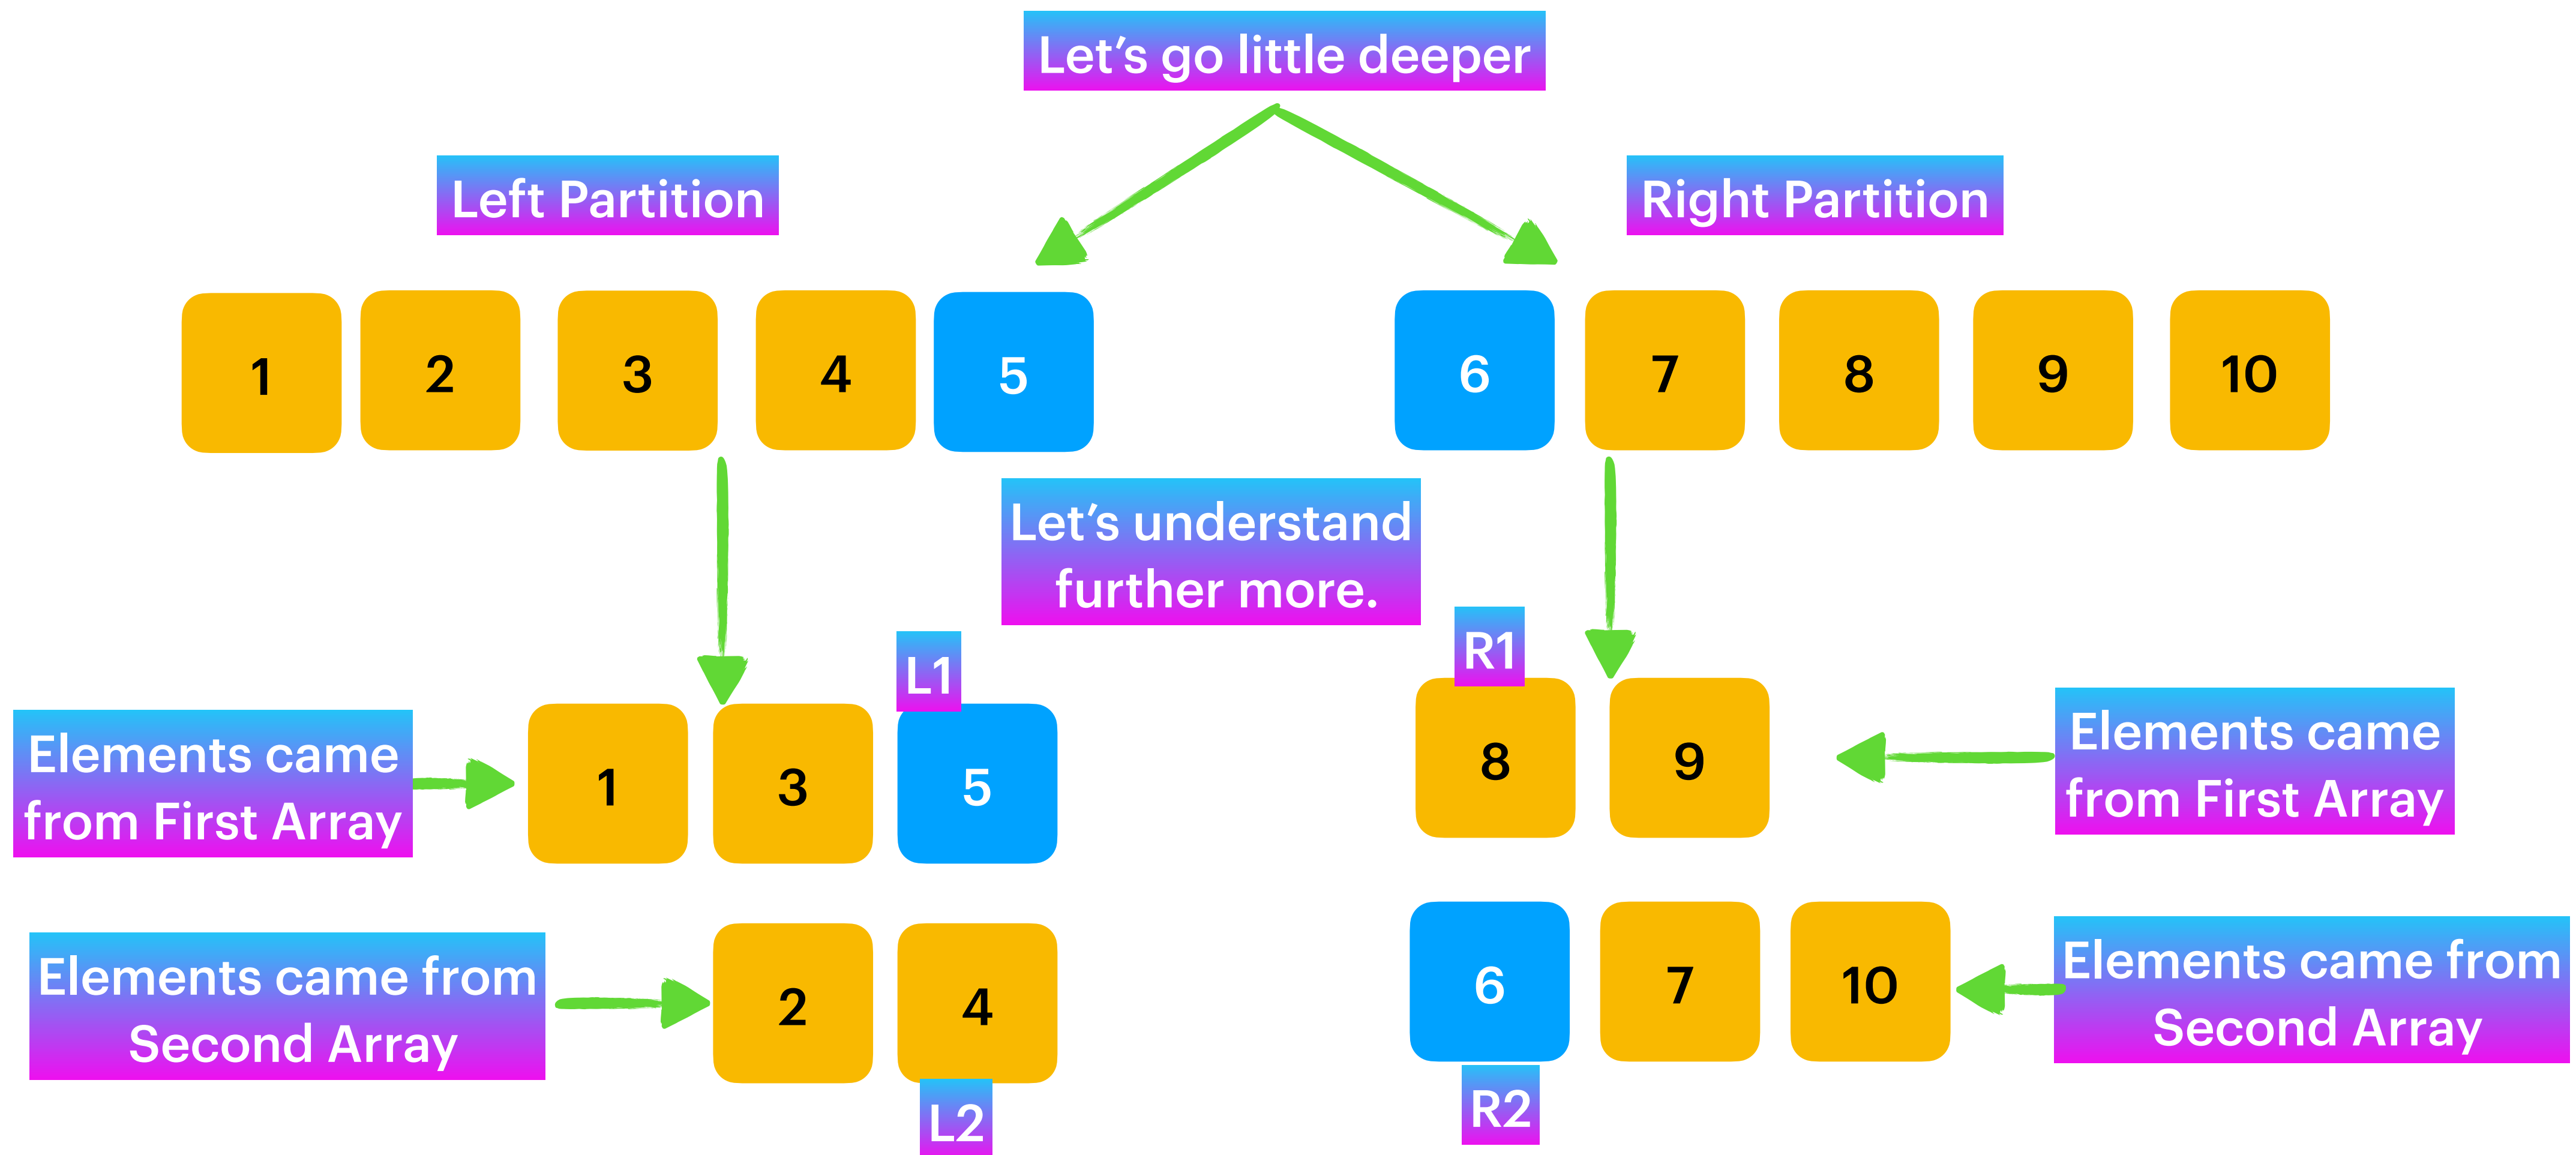 Let’s go little deeper
Left Partition
Right Partition
1 2 3 4 5
6 7 8 9 10
Let’s understand
further more.
L1
R1
Elements came
from First Array
1 3 5
8 9
Elements came
from First Array
Elements came from
Second Array
2 4
6 7 10
Elements came from
Second Array
L2
R2